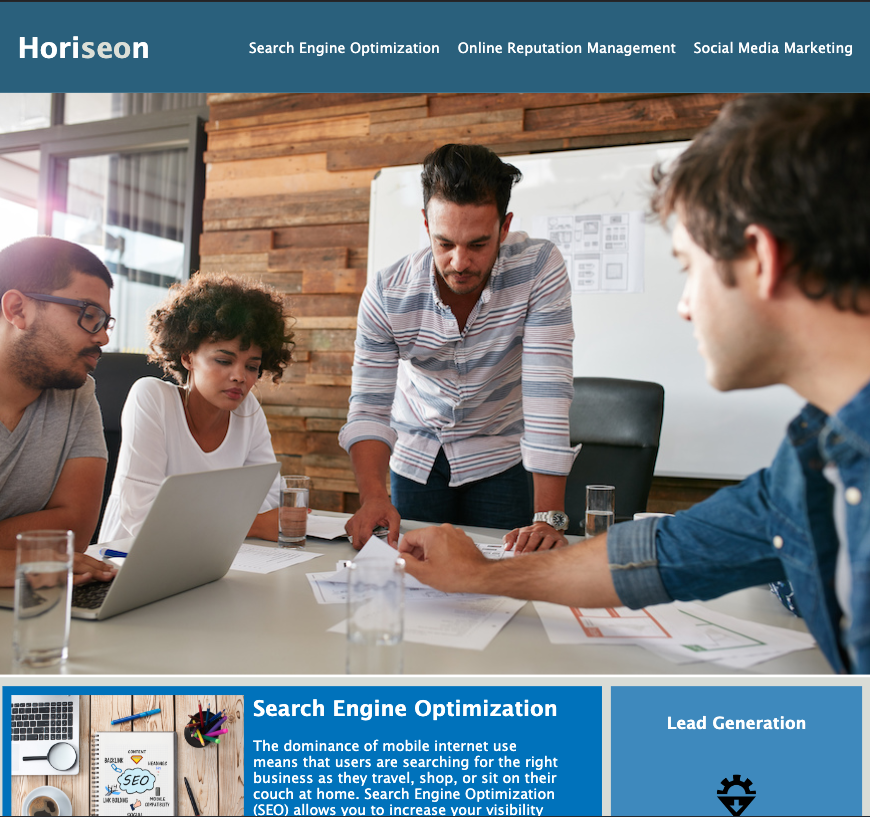 Horiseon
Search Engine Optimization
Online Reputation Management
Social Media Marketing
CONTENT
BACKLINK
SEO
LINK BUILDING
MOBILE
COMPATIBILITY
SOCIAL
Search Engine Optimization
The dominance of mobile internet use
means that users are searching for the right
business as they travel, shop, or sit on their
couch at home. Search Engine Optimization
(SEO) allows you to increase your visibility
Lead Generation